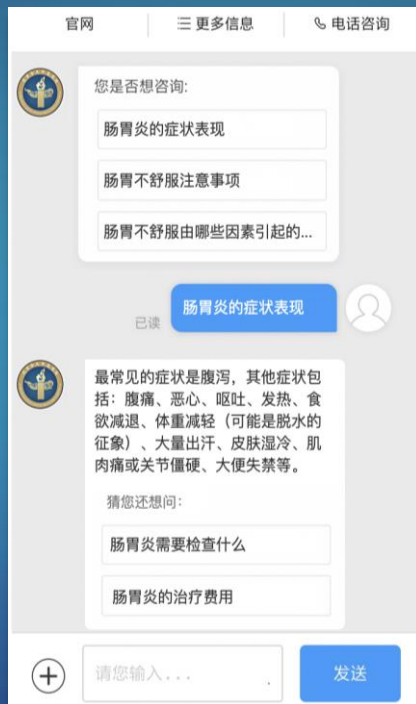 官网
更多信息
电话咨询
您是否想咨询:
肠胃炎的症状表现
肠胃不舒服注意事项
肠胃不舒服由哪些因素引起的...
肠胃炎的症状表现
已读
最常见的症状是腹泻，其他症状包
括：腹痛、恶心、呕吐、发热、食
欲减退、体重减轻（可能是脱水的
征象）、大量出汗、皮肤湿冷、肌
肉痛或关节僵硬、大便失禁等。
猜您还想问:
肠胃炎需要检查什么
肠胃炎的治疗费用
请您输入...
发送